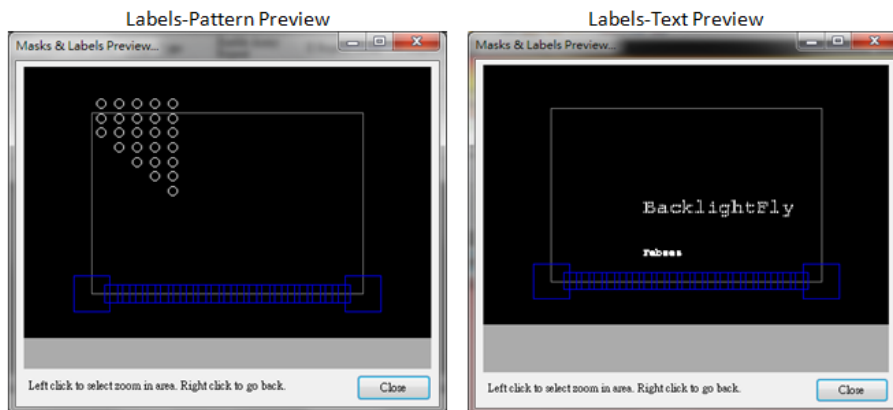 Labels-Pattern Preview
Labels-Text Preview
Masks & Labels Preview...
Masks & Labels Preview...
BacklightFly
Left click to select zoom in area. Right click to go back.
Close
Left click to select zoom in area. Right click to go back.
Close